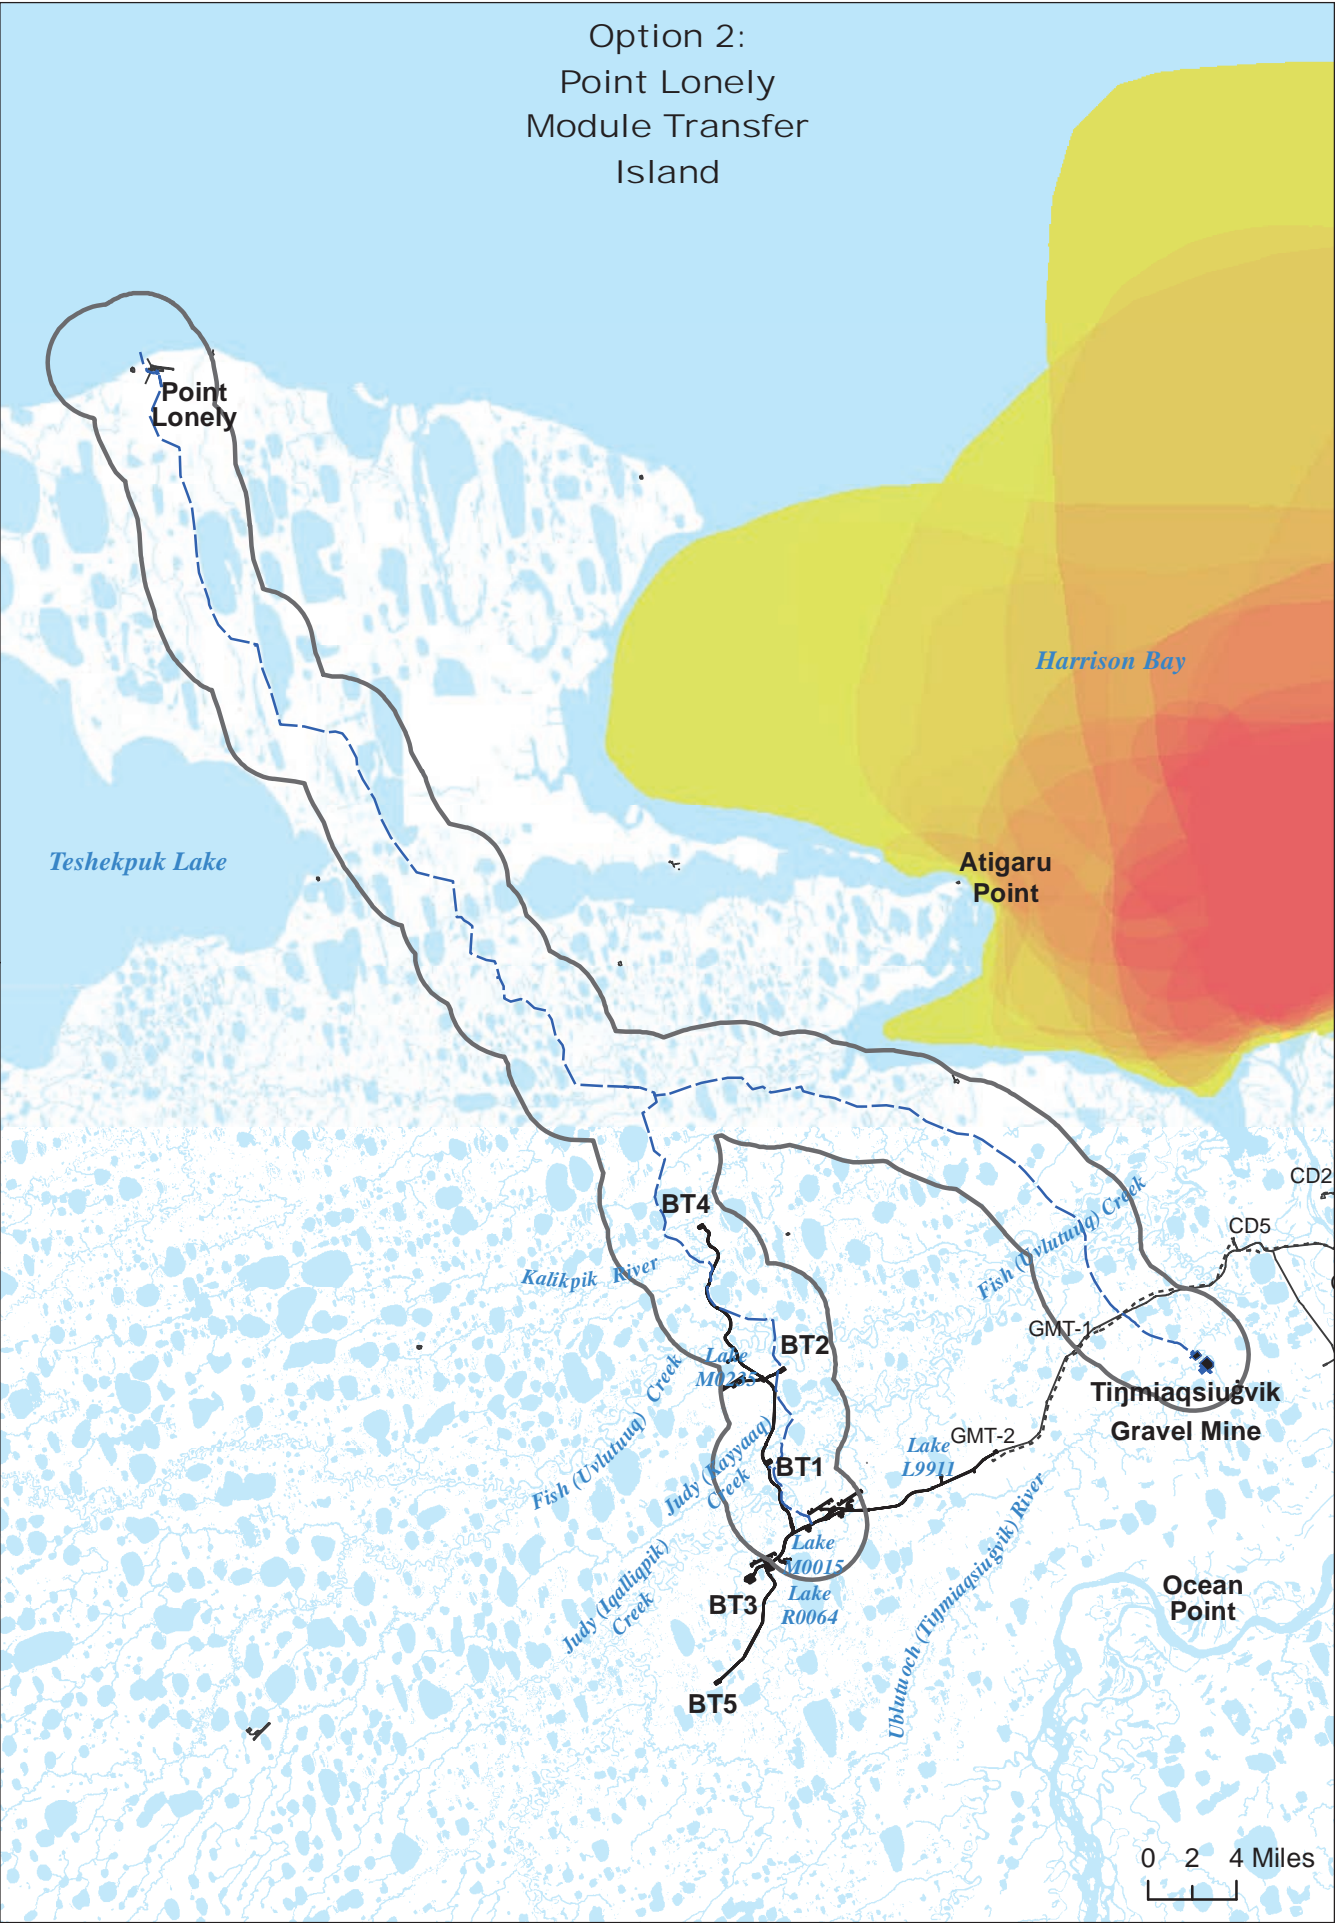 Option 2:
Point Lonely
Module Transfer
Island
Point
Lonely
Harrison Bay
Teshekpuk Lake
Atigaru
Point
CD2
BT4
CD5
Fish (Uvlutuuq) Creek
Kalikpik River
GMT-1
BT2
Lake
M0235
Tiŋmiaqsiuġvik
Gravel Mine
Fish (Uvlutuuq) Creek
Judy (Kayyaaq)
Creek
GMT-2
Lake
L9911
BT1
Lake
M0015
Judy (Iqalliqpik)
Creek
BT3
Lake
R0064
Ublutuoch (Tiŋmiaqsiuġvik) River
Ocean
Point
BT5
0 2 4 Miles